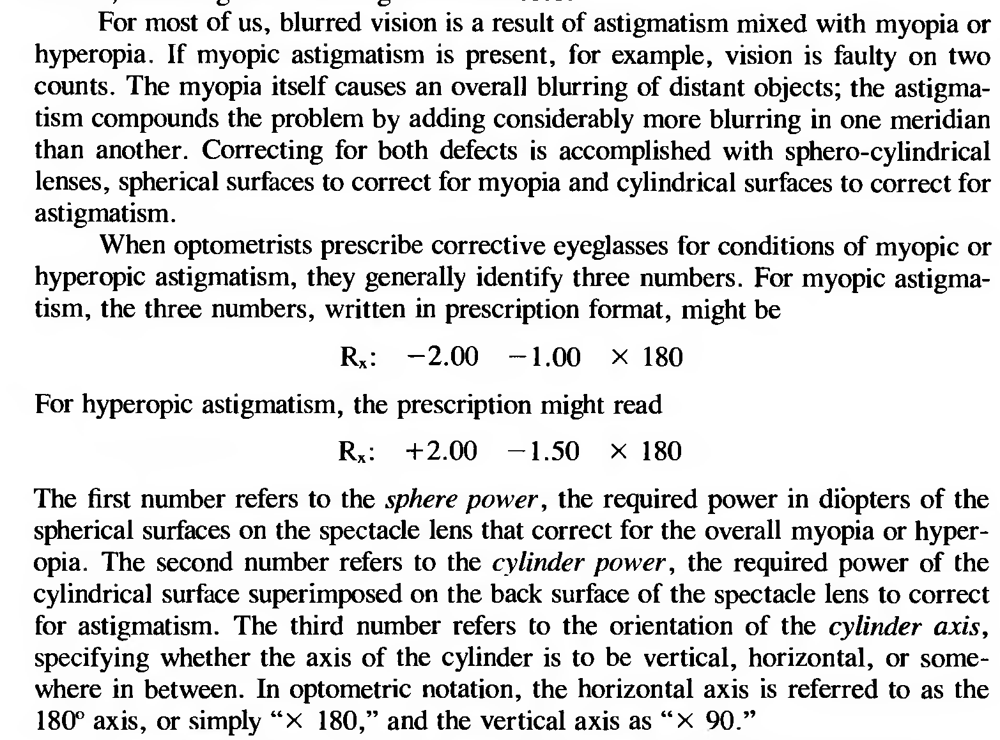 For most of us, blurred vision is a result of astigmatism mixed with myopia or
hyperopia. If myopic astigmatism is present, for example, vision is faulty on two
counts. The myopia itself causes an overall blurring of distant objects; the astigma-
tism compounds the problem by adding considerably more blurring in one meridian
than another. Correcting for both defects is accomplished with sphero-cylindrical
lenses, spherical surfaces to correct for myopia and cylindrical surfaces to correct for
astigmatism.
When optometrists prescribe corrective eyeglasses for conditions of myopic or
hyperopic astigmatism, they generally identify three numbers. For myopic astigma-
tism, the three numbers, written in prescription format, might be
Rx: −2.00 −1.00 × 180
For hyperopic astigmatism, the prescription might read
Rx: +2.00 −1.50 × 180
The first number refers to the sphere power, the required power in diopters of the
spherical surfaces on the spectacle lens that correct for the overall myopia or hyper-
opia. The second number refers to the cylinder power, the required power of the
cylindrical surface superimposed on the back surface of the spectacle lens to correct
for astigmatism. The third number refers to the orientation of the cylinder axis,
specifying whether the axis of the cylinder is to be vertical, horizontal, or some-
where in between. In optometric notation, the horizontal axis is referred to as the
180° axis, or simply “× 180,” and the vertical axis as “× 90.”